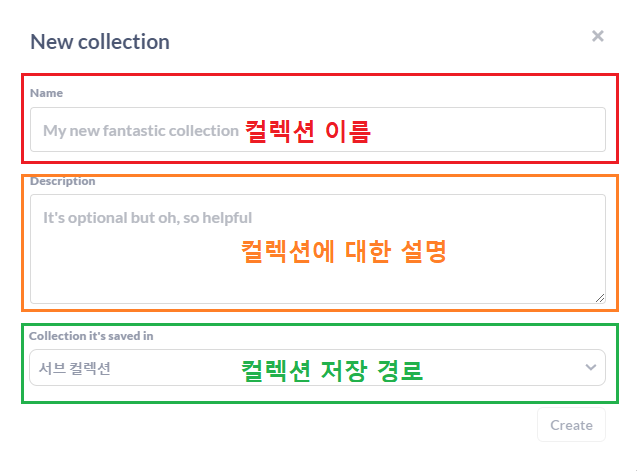 New collection
Name
My new fantastic collection 컬렉션 이름
Description
It's optional but oh, so helpful
컬렉션에 대한 설명
Collection it's saved in
서브 컬렉션 컬렉션 저장 경로
Create